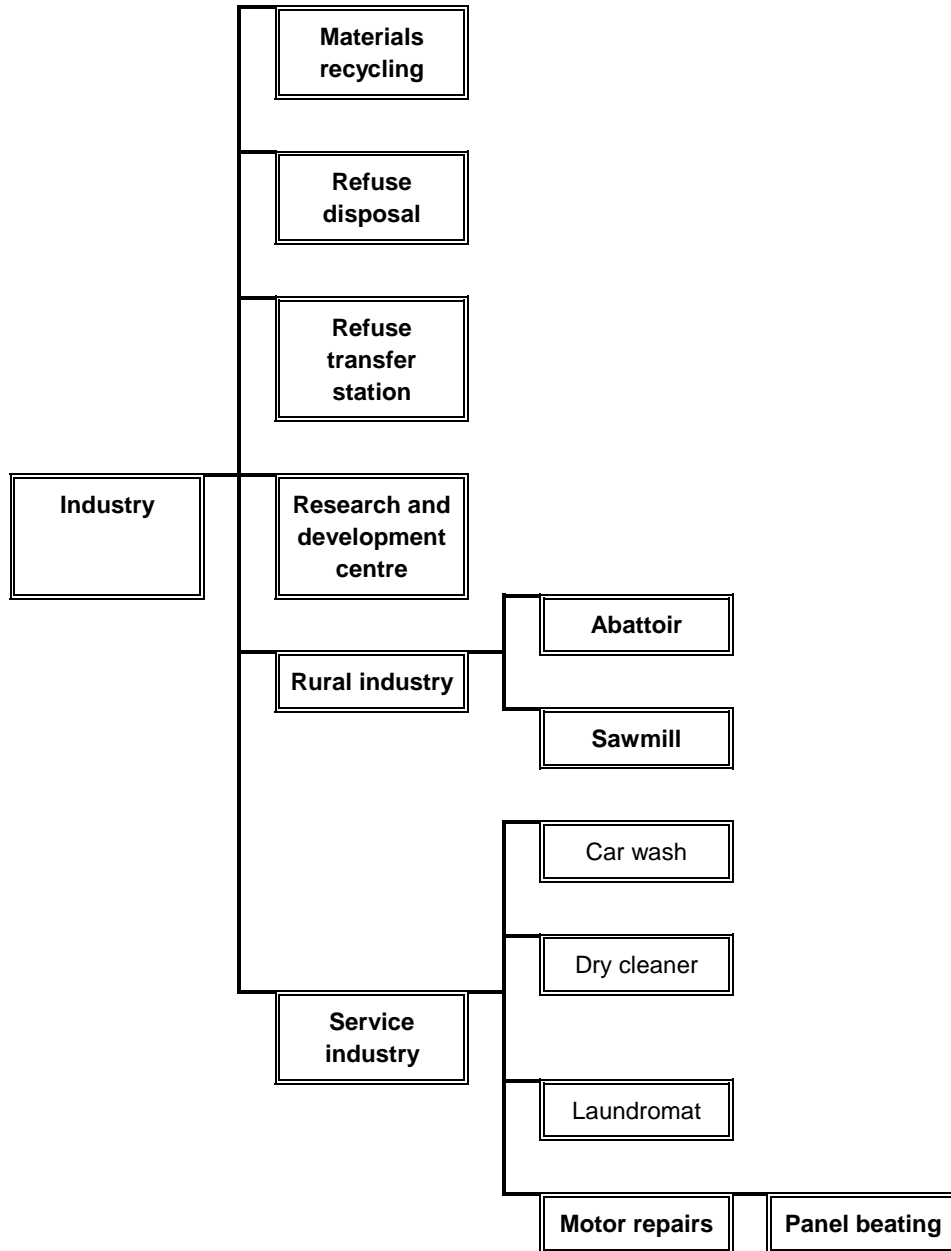 Materials
recycling
Refuse
disposal
Refuse
transfer
station
Industry
Research and
development
centre
Abattoir
Rural industry
Sawmill
Car wash
Dry cleaner
Service
industry
Laundromat
Motor repairs
Panel beating